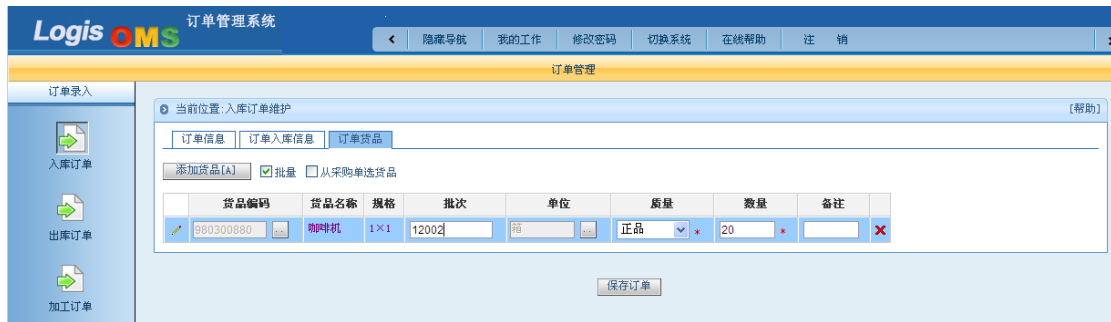 Logis OMS 订单管理系统
隐藏导航 我的工作 修改密码 切换系统 在线帮助 注 销
订单管理
订单录入
当前位置:入库订单维护 [帮助]
订单信息 订单入库信息 订单货品
入库订单
添加货品[A] 批量 从采购单选货品
货品编码 货品名称 规格 批次 单位 质量 数量 备注
980300880 .. 咖啡机 1×1 12002 箱 .. 正品 * 20 *
出库订单
保存订单
加工订单